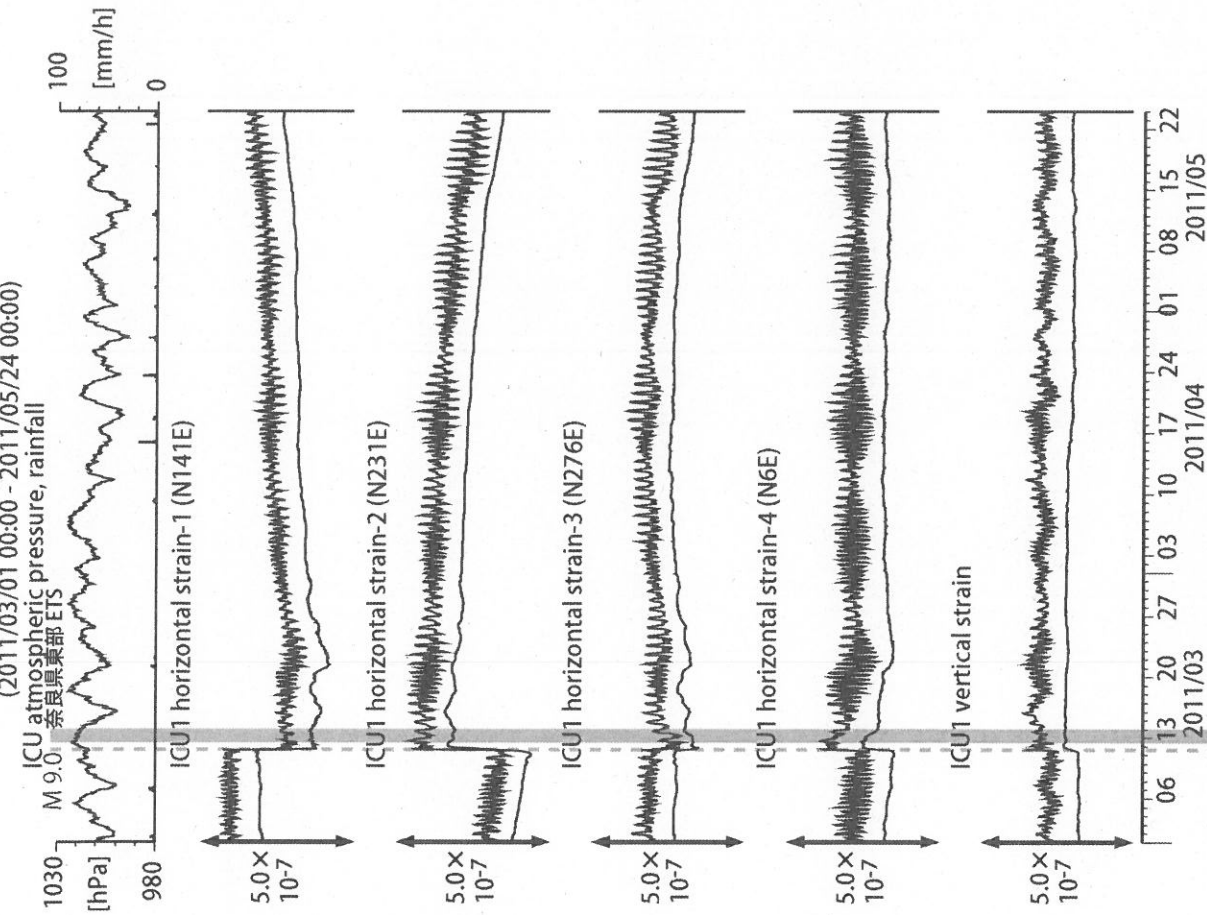 (2011/03/01 00:00 - 2011/05/24 00:00)
ICU atmospheric pressure, rainfall
M 9.0 奈良県東部 ETS
1030
[hPa]
980
100
[mm/h]
0
ICU1 horizontal strain-1 (N141E)
5.0×
10-7
ICU1 horizontal strain-2 (N231E)
5.0×
10-7
ICU1 horizontal strain-3 (N276E)
5.0×
10-7
ICU1 horizontal strain-4 (N6E)
5.0×
10-7
ICU1 vertical strain
5.0×
10-7
06 13 20 27 03 10 17 24 01 08 15 22
2011/03 2011/04 2011/05